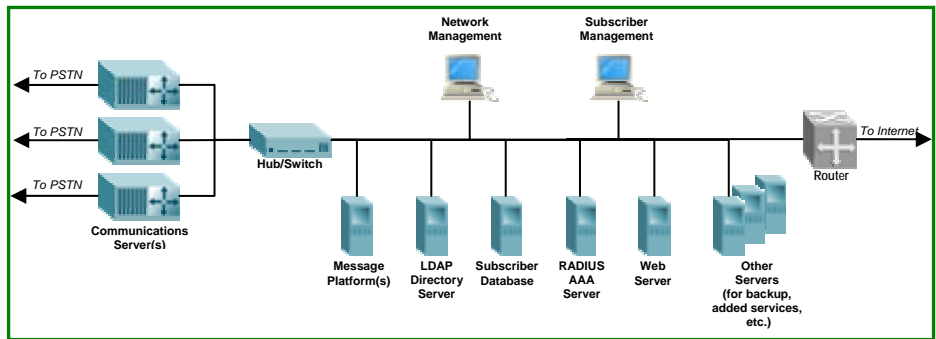 Network
Management
Subscriber
Management
To PSTN
To PSTN
To PSTN
To Internet
Hub/Switch
Router
Communications
Server(s)
Message
Platform(s)
LDAP
Directory
Server
Subscriber
Database
RADIUS
AAA
Server
Web
Server
Other
Servers
(for backup,
added services,
etc.)